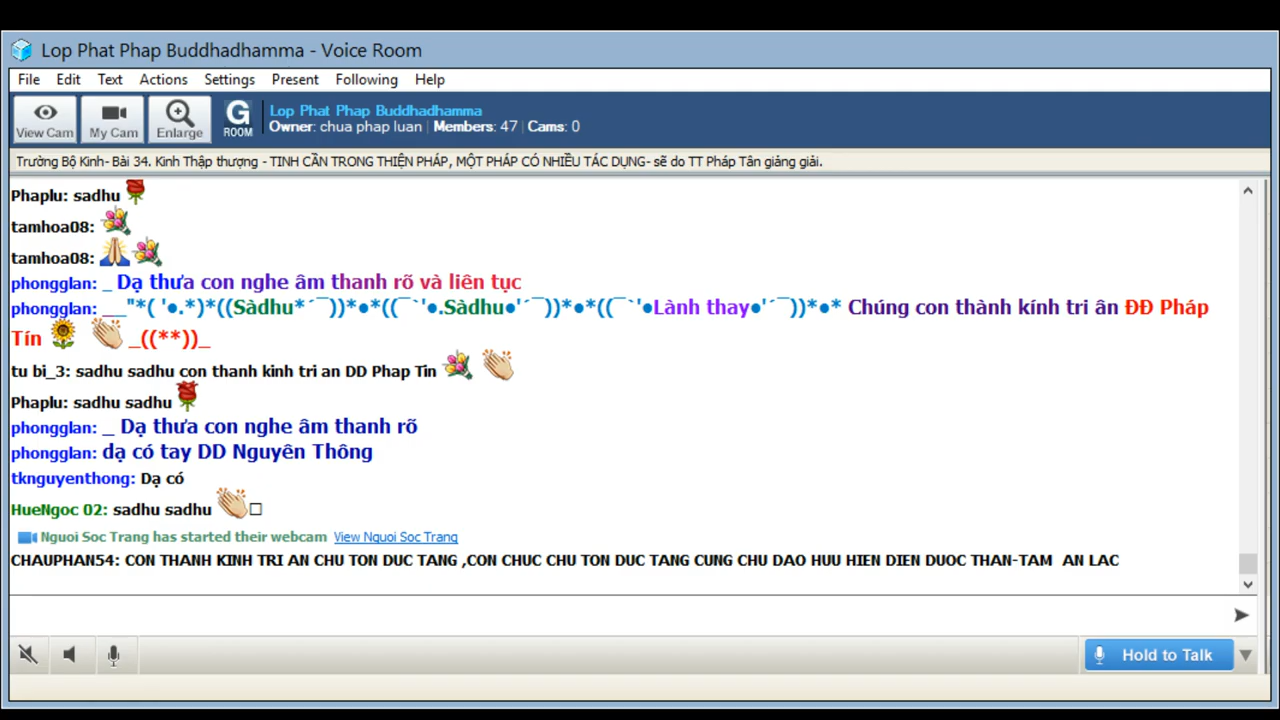 Lop Phat Phap Buddhadhamma - Voice Room
File Edit Text Actions Settings Present Following Help
View Cam My Cam Enlarge G ROOM
Lop Phat Phap Buddhadhamma
Owner: chua phap luan | Members: 47 | Cams: 0
Trường Bộ Kinh- Bài 34. Kinh Thập thượng - TINH CẦN TRONG THIỆN PHÁP, MỘT PHÁP CÓ NHIỀU TÁC DỤNG- sẽ do TT Pháp Tân giảng giải.
Phaplu: sadhu
tamhoa08:
tamhoa08:
phongglan: _ Dạ thưa con nghe âm thanh rõ và liên tục
phongglan: __"*( '●.*)*((Sàdhu*´¯))*●*((¯`'●.Sàdhu●'´¯))*●*((¯`'●Lành thay●'´¯))*●* Chúng con thành kính tri ân ĐĐ Pháp
Tín _((**))_
tu bi_3: sadhu sadhu con thanh kinh tri an DD Phap Tin
Phaplu: sadhu sadhu
phongglan: _ Dạ thưa con nghe âm thanh rõ
phongglan: dạ có tay DD Nguyên Thông
tknguyenthong: Dạ có
HueNgoc 02: sadhu sadhu □
Nguoi Soc Trang has started their webcam View Nguoi Soc Trang
CHAUPHAN54: CON THANH KINH TRI AN CHU TON DUC TANG ,CON CHUC CHU TON DUC TANG CUNG CHU DAO HUU HIEN DIEN DUOC THAN-TAM AN LAC
Hold to Talk